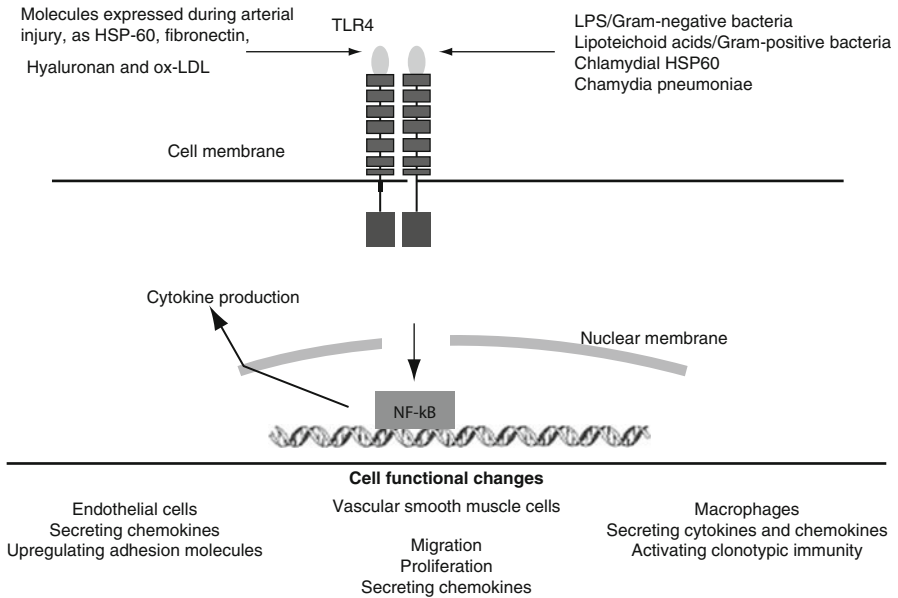 Molecules expressed during arterial
injury, as HSP-60, fibronectin,
Hyaluronan and ox-LDL
TLR4
LPS/Gram-negative bacteria
Lipoteichoid acids/Gram-positive bacteria
Chlamydial HSP60
Chamydia pneumoniae
Cell membrane
Cytokine production
Nuclear membrane
NF-kB
Cell functional changes
Endothelial cells
Secreting chemokines
Upregulating adhesion molecules
Vascular smooth muscle cells
Migration
Proliferation
Secreting chemokines
Macrophages
Secreting cytokines and chemokines
Activating clonotypic immunity